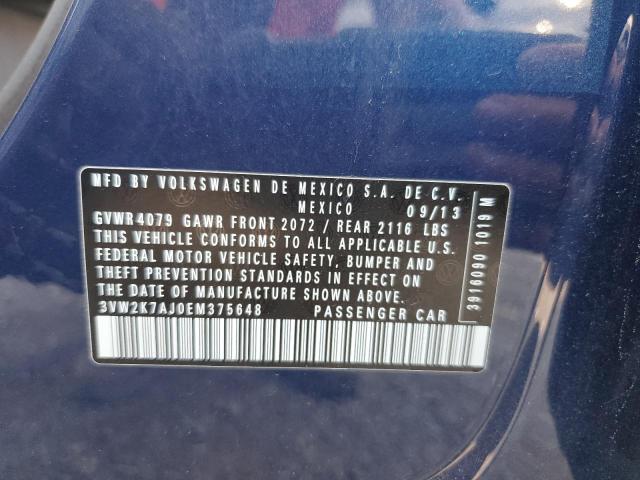 MFD BY VOLKSWAGEN DE MEXICO S.A. DE C.V.
MEXICO 09/13
GVWR 4079 GAWR FRONT 2072 / REAR 2116 LBS
THIS VEHICLE CONFORMS TO ALL APPLICABLE U.S.
FEDERAL MOTOR VEHICLE SAFETY, BUMPER AND
THEFT PREVENTION STANDARDS IN EFFECT ON
THE DATE OF MANUFACTURE SHOWN ABOVE.
3VW2K7AJ0EM375648 PASSENGER CAR
3916090 1019 M